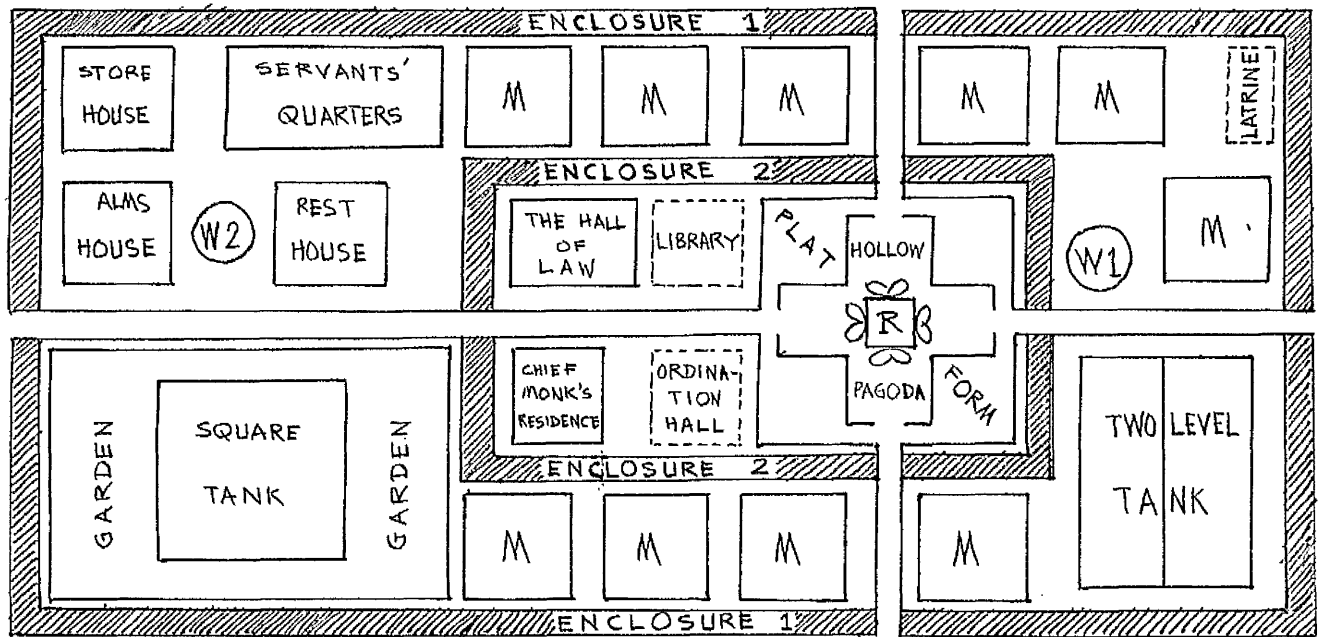 ENCLOSURE 1
STORE
HOUSE
SERVANTS'
QUARTERS
M
M
M
M
M
LATRINE
ENCLOSURE 2
ALMS
HOUSE
W2
REST
HOUSE
THE HALL
OF
LAW
LIBRARY
PLAT
HOLLOW
W1
M
R
GARDEN
SQUARE
TANK
GARDEN
CHIEF
MONK'S
RESIDENCE
ORDINA-
TION
HALL
PAGODA
FORM
TWO LEVEL
TANK
ENCLOSURE 2
M
M
M
M
ENCLOSURE 1